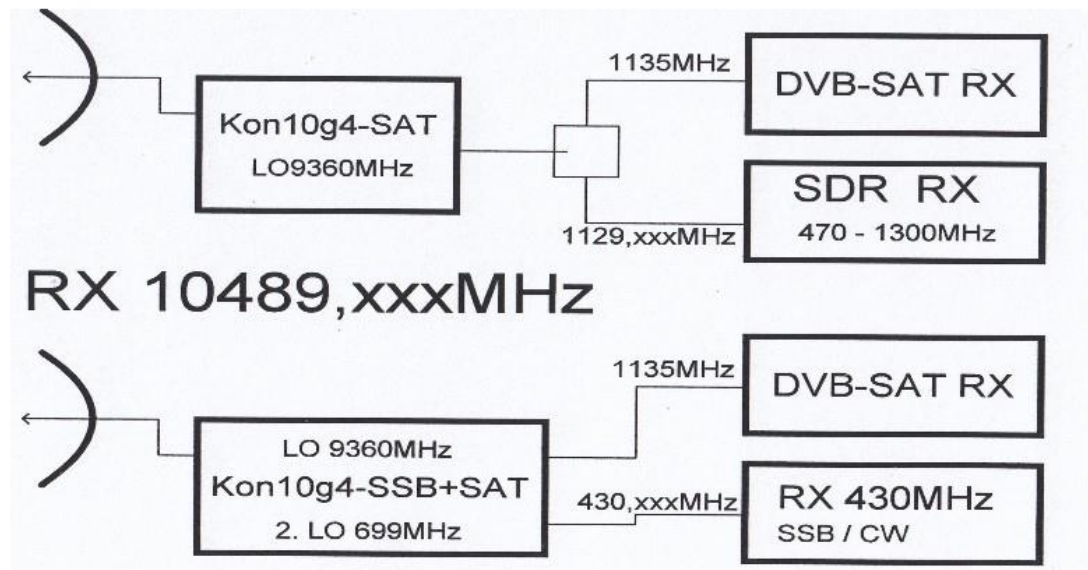 1135MHz
DVB-SAT RX
Kon10g4-SAT
LO9360MHz
SDR RX
470 - 1300MHz
1129,xxxMHz
RX 10489,xxxMHz
1135MHz
DVB-SAT RX
LO 9360MHz
Kon10g4-SSB+SAT
2. LO 699MHz
430,xxxMHz
RX 430MHz
SSB / CW